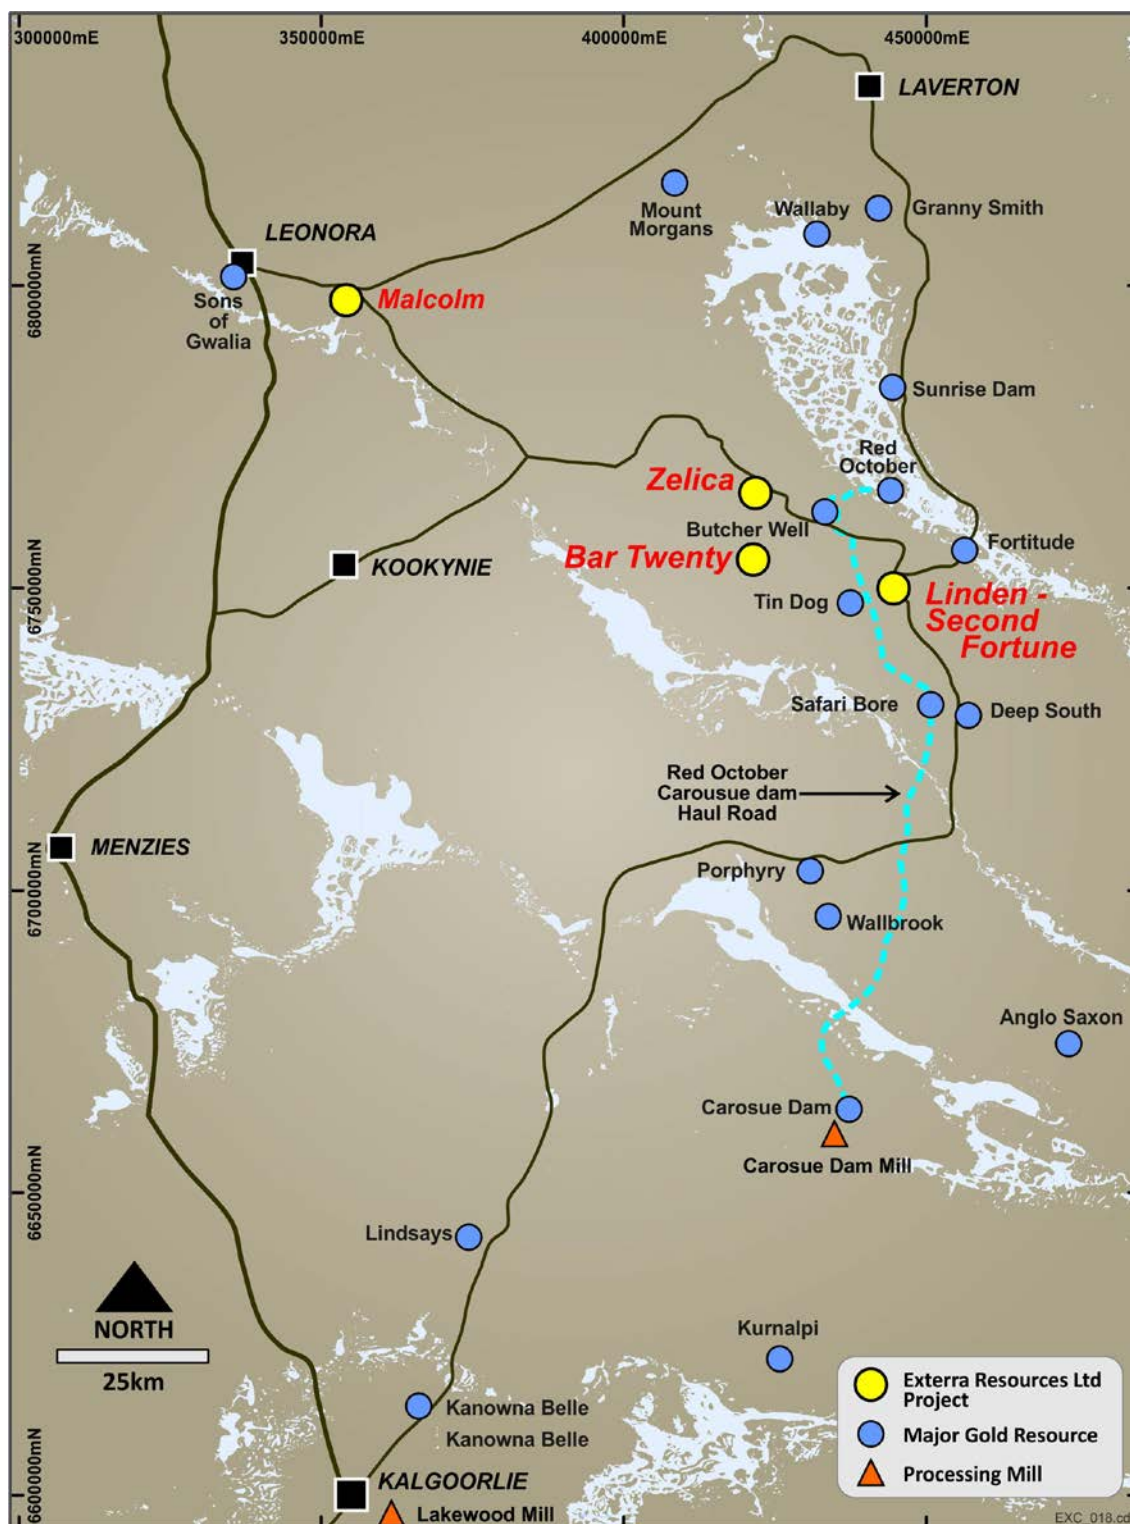 300000mE
350000mE
400000mE
450000mE
LAVERTON
Mount
Morgans
Wallaby
Granny Smith
LEONORA
6800000mN
Sons
of
Gwalia
Malcolm
Sunrise Dam
Red
October
Zelica
Butcher Well
Fortitude
Bar Twenty
KOOKYNIE
6750000mN
Tin Dog
Linden -
Second
Fortune
Safari Bore
Deep South
Red October
Carousue dam
Haul Road
MENZIES
6700000mN
Porphyry
Wallbrook
Anglo Saxon
Carosue Dam
Carosue Dam Mill
6650000mN
Lindsays
NORTH
25km
Kurnalpi
Kanowna Belle
Kanowna Belle
KALGOORLIE
6600000mN
Lakewood Mill
Exterra Resources Ltd
Project
Major Gold Resource
Processing Mill
EXC_018.cd